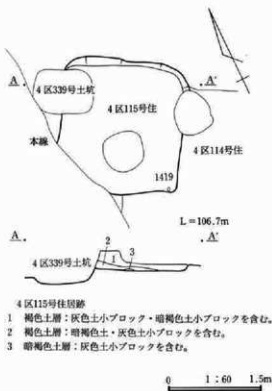 A
A′
4区339号土坑
4区115号住
4区114号住
本線
1419
L=106.7m
A
A′
2
4区339号土坑
1
3
4区115号住居跡
1 褐色土層：灰色土小ブロック・暗褐色土小ブロックを含む。
2 褐色土層：暗褐色土・灰色土小ブロックを含む。
3 暗褐色土層：灰色土小ブロックを含む。
0 1:60 1.5m